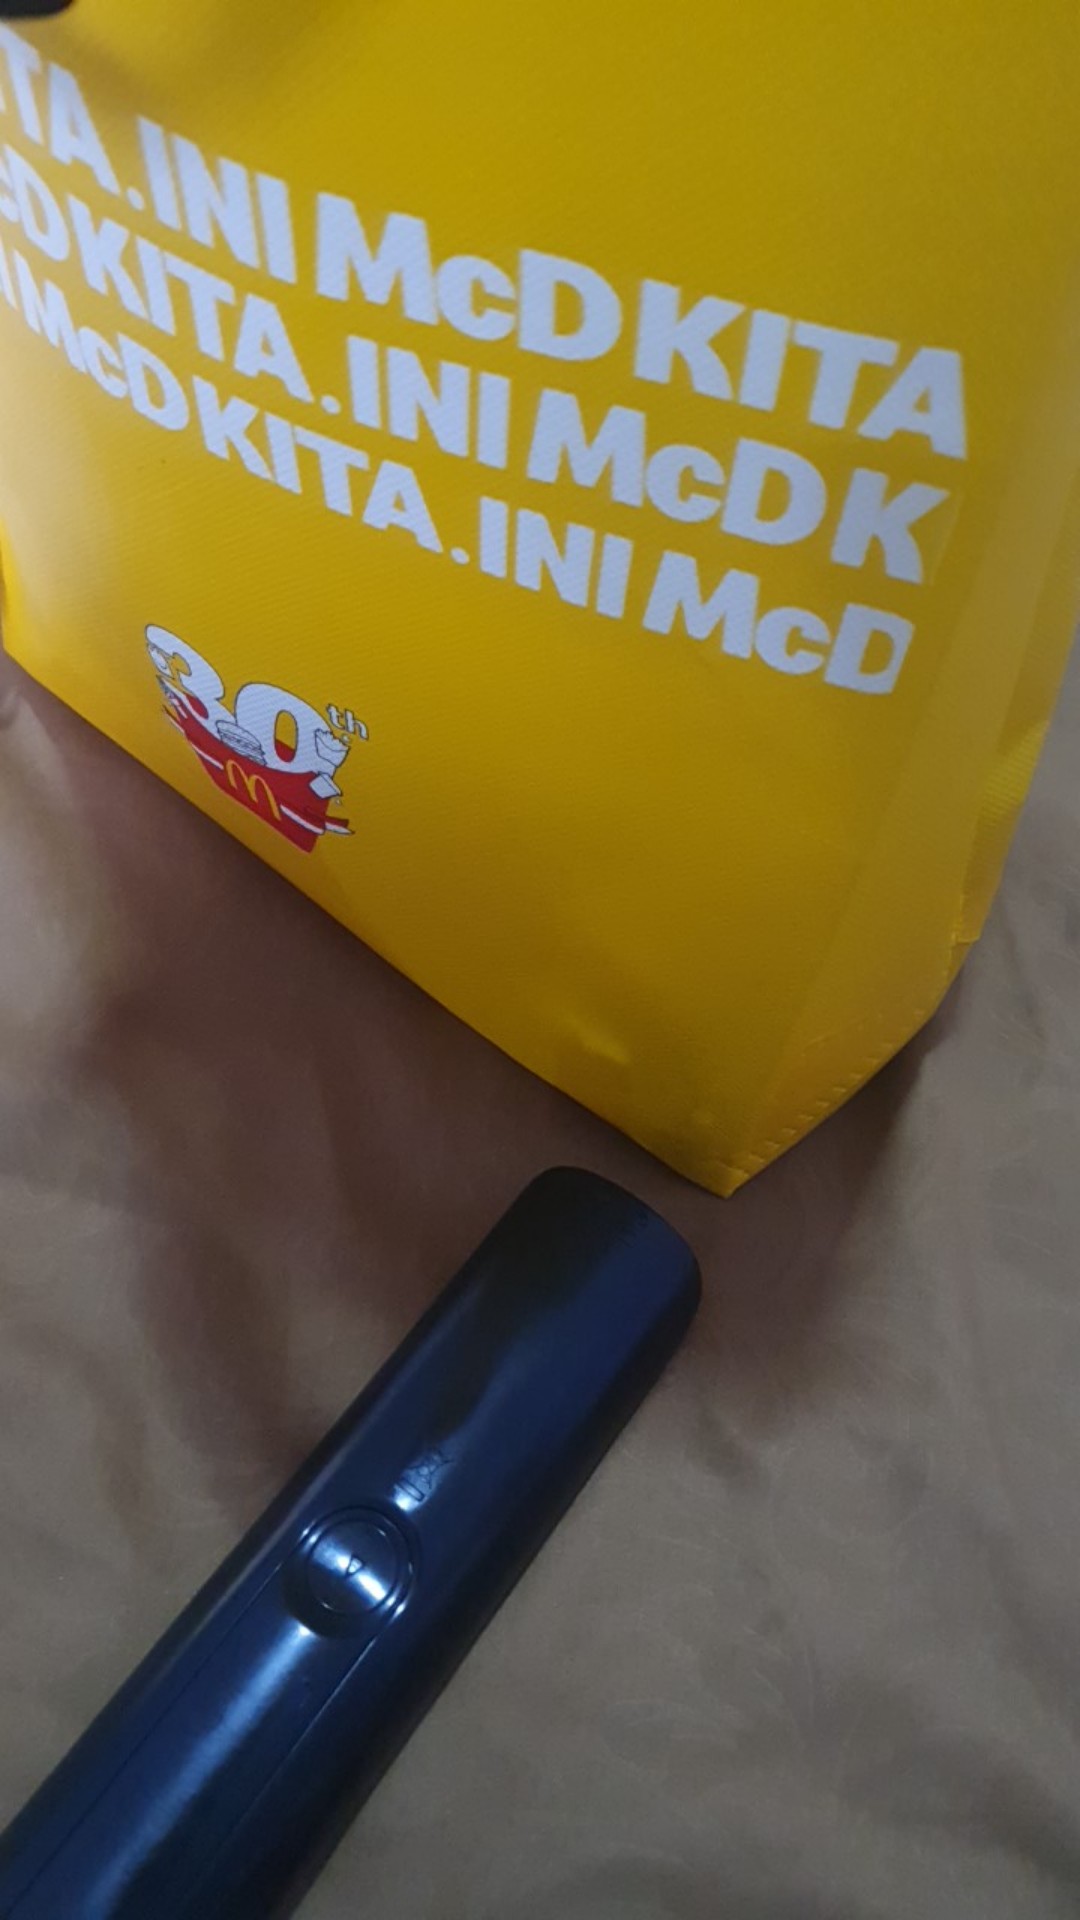 TA.INI McD KITA
cD KITA.INI McD K
I McD KITA.INI McD
30th